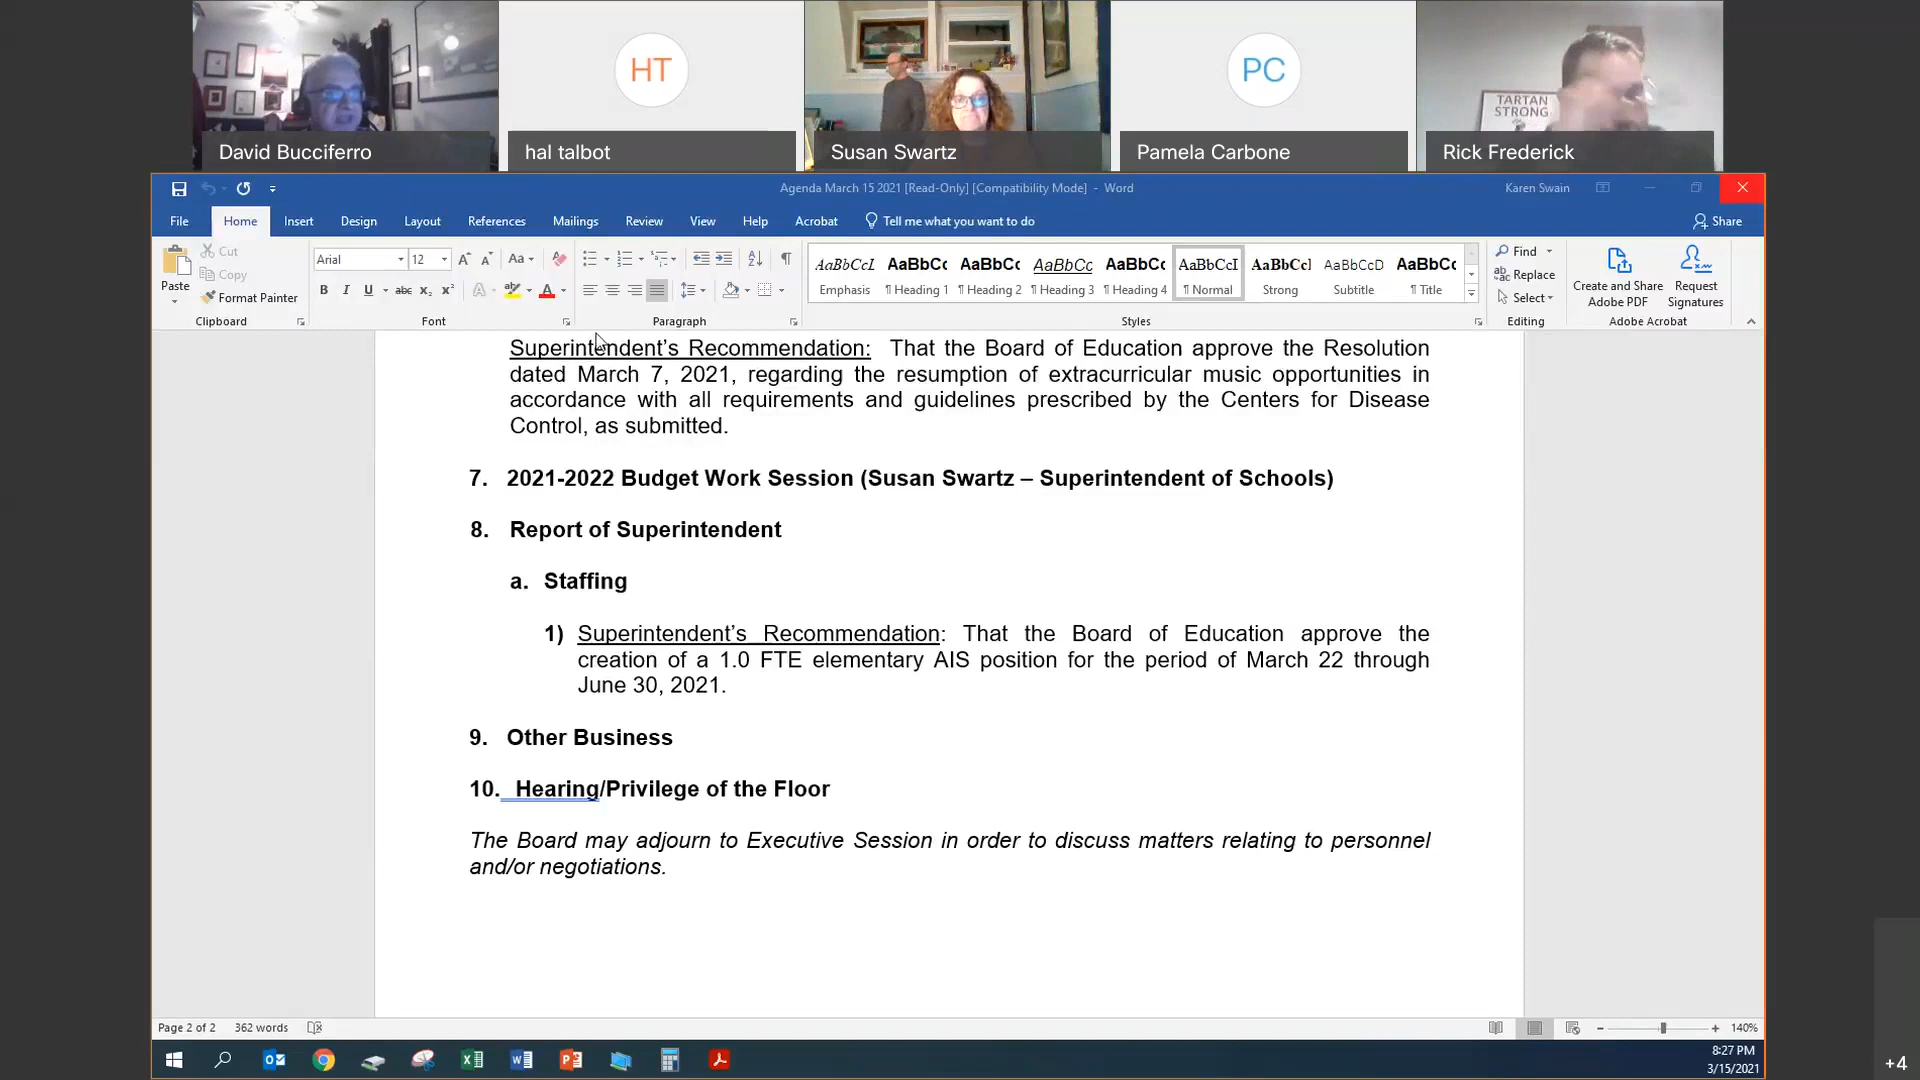 HT
PC
TARTAN
STRONG
David Bucciferro
hal talbot
Susan Swartz
Pamela Carbone
Rick Frederick
Agenda March 15 2021 [Read-Only] [Compatibility Mode] - Word
Karen Swain
File Home Insert Design Layout References Mailings Review View Help Acrobat Tell me what you want to do Share
Paste
Cut
Copy
Format Painter
Clipboard
Arial 12
Font
Paragraph
AaBbCcI AaBbCc AaBbCc AaBbCc AaBbCc AaBbCcI AaBbCcI AaBbCcD AaBbCc
Emphasis ¶ Heading 1 ¶ Heading 2 ¶ Heading 3 ¶ Heading 4 ¶ Normal Strong Subtitle ¶ Title
Styles
Find
Replace
Select
Editing
Create and Share
Adobe PDF
Request
Signatures
Adobe Acrobat
Superintendent’s Recommendation: That the Board of Education approve the Resolution
dated March 7, 2021, regarding the resumption of extracurricular music opportunities in
accordance with all requirements and guidelines prescribed by the Centers for Disease
Control, as submitted.
7. 2021-2022 Budget Work Session (Susan Swartz – Superintendent of Schools)
8. Report of Superintendent
a. Staffing
1) Superintendent’s Recommendation: That the Board of Education approve the
creation of a 1.0 FTE elementary AIS position for the period of March 22 through
June 30, 2021.
9. Other Business
10. Hearing/Privilege of the Floor
The Board may adjourn to Executive Session in order to discuss matters relating to personnel
and/or negotiations.
Page 2 of 2 362 words
140%
8:27 PM
3/15/2021
+4